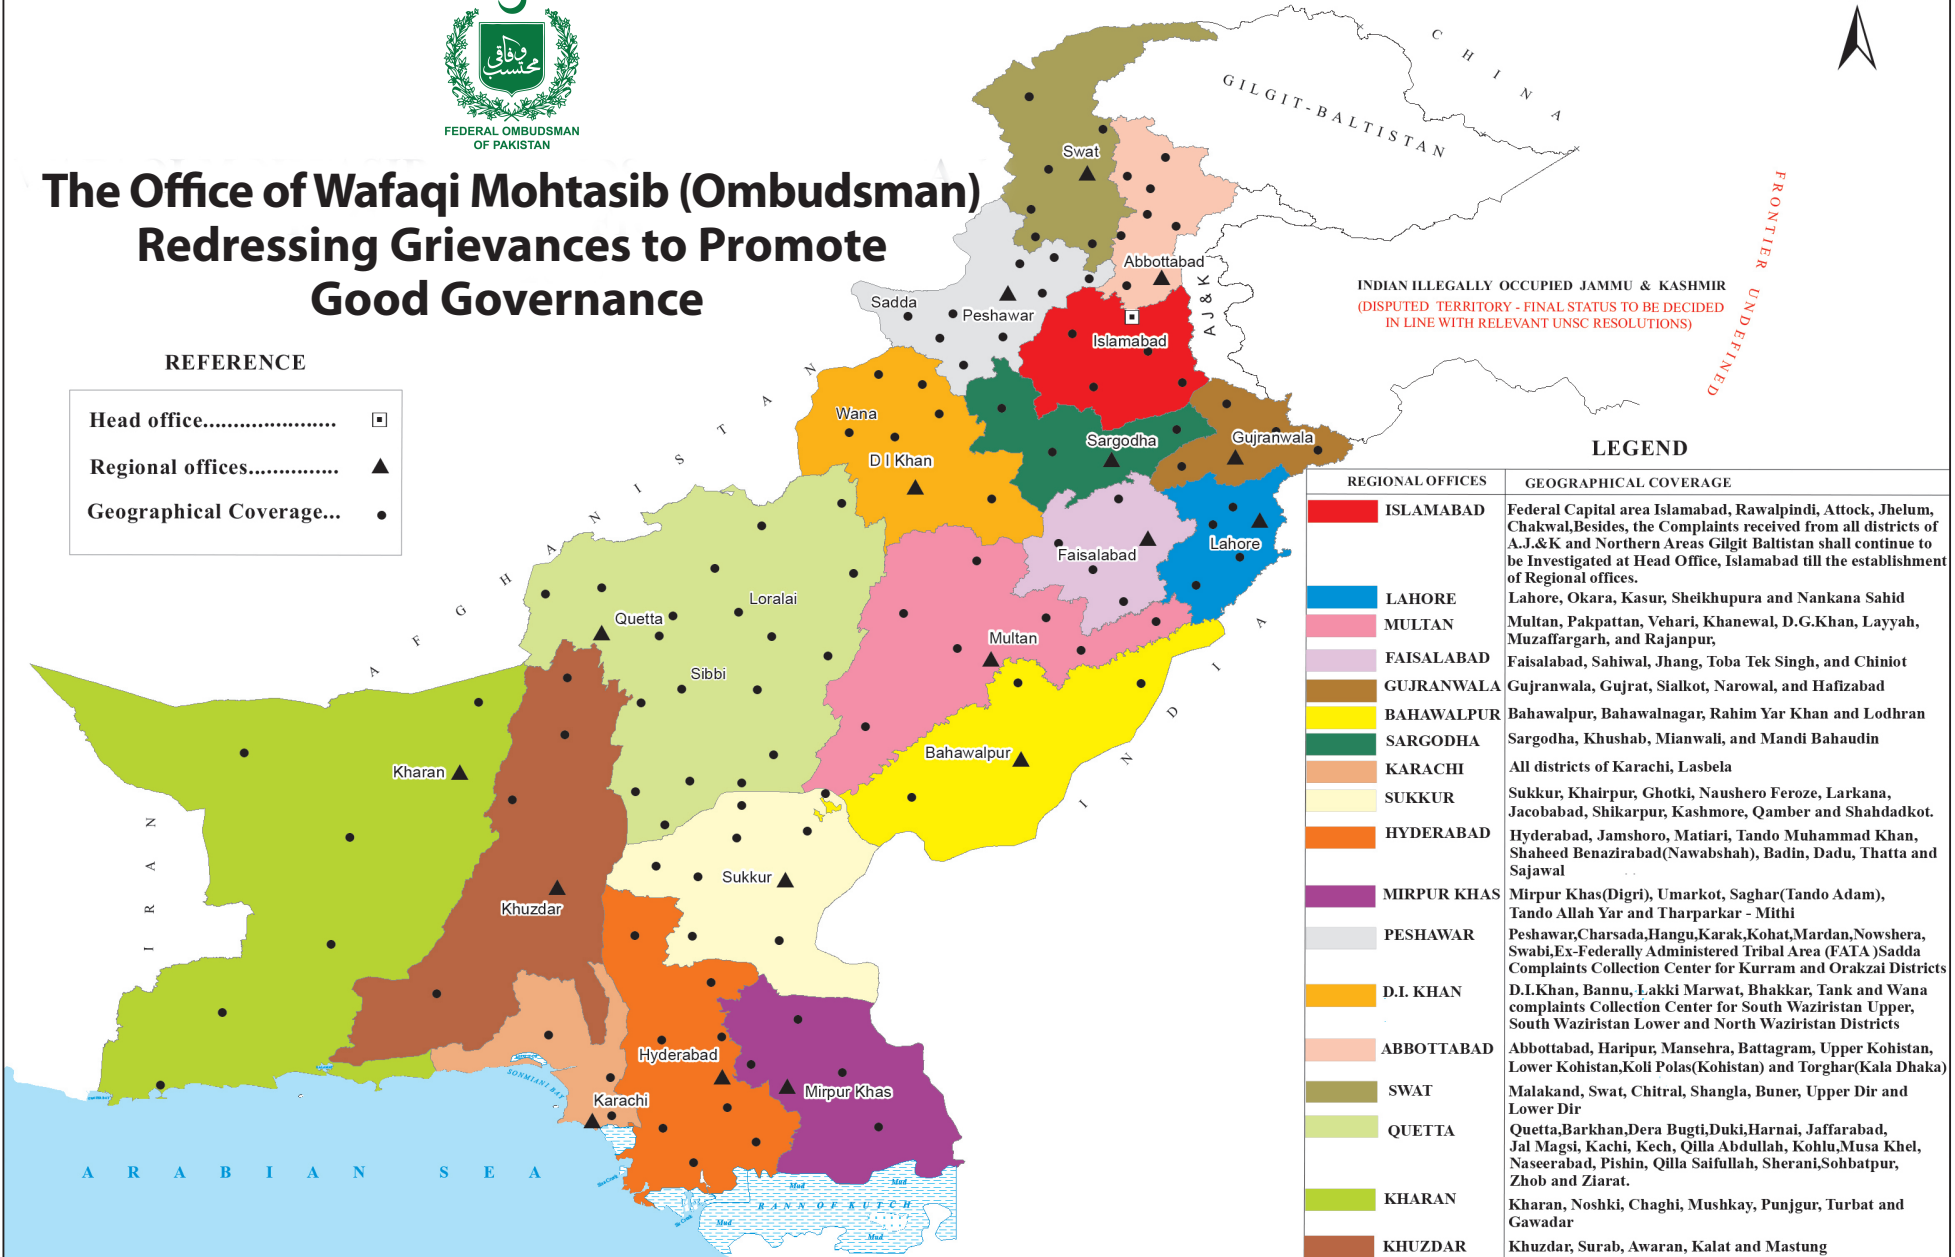 وفاقی
محتسب
FEDERAL OMBUDSMAN
OF PAKISTAN
The Office of Wafaqi Mohtasib (Ombudsman)
Redressing Grievances to Promote
Good Governance
REFERENCE
Head office......................
Regional offices...............
Geographical Coverage...
CHINA
GILGIT-BALTISTAN
AJ&K
INDIAN ILLEGALLY OCCUPIED JAMMU & KASHMIR
(DISPUTED TERRITORY - FINAL STATUS TO BE DECIDED
IN LINE WITH RELEVANT UNSC RESOLUTIONS)
FRONTIER UNDEFINED
AFGHANISTAN
IRAN
INDIA
Swat
Abbottabad
Sadda
Peshawar
Islamabad
Wana
D I Khan
Sargodha
Gujranwala
Faisalabad
Lahore
Loralai
Quetta
Multan
Sibbi
Bahawalpur
Kharan
Sukkur
Khuzdar
Hyderabad
Mirpur Khas
Karachi
SONMIANI BAY
ARABIAN SEA
Mud
Mud
RANN OF KUTCH
Mud
Mud
LEGEND
REGIONAL OFFICES GEOGRAPHICAL COVERAGE
ISLAMABAD Federal Capital area Islamabad, Rawalpindi, Attock, Jhelum,
Chakwal,Besides, the Complaints received from all districts of
A.J.&K and Northern Areas Gilgit Baltistan shall continue to
be Investigated at Head Office, Islamabad till the establishment
of Regional offices.
LAHORE Lahore, Okara, Kasur, Sheikhupura and Nankana Sahid
MULTAN Multan, Pakpattan, Vehari, Khanewal, D.G.Khan, Layyah,
Muzaffargarh, and Rajanpur,
FAISALABAD Faisalabad, Sahiwal, Jhang, Toba Tek Singh, and Chiniot
GUJRANWALA Gujranwala, Gujrat, Sialkot, Narowal, and Hafizabad
BAHAWALPUR Bahawalpur, Bahawalnagar, Rahim Yar Khan and Lodhran
SARGODHA Sargodha, Khushab, Mianwali, and Mandi Bahaudin
KARACHI All districts of Karachi, Lasbela
SUKKUR Sukkur, Khairpur, Ghotki, Naushero Feroze, Larkana,
Jacobabad, Shikarpur, Kashmore, Qamber and Shahdadkot.
HYDERABAD Hyderabad, Jamshoro, Matiari, Tando Muhammad Khan,
Shaheed Benazirabad(Nawabshah), Badin, Dadu, Thatta and
Sajawal
MIRPUR KHAS Mirpur Khas(Digri), Umarkot, Saghar(Tando Adam),
Tando Allah Yar and Tharparkar - Mithi
PESHAWAR Peshawar,Charsada,Hangu,Karak,Kohat,Mardan,Nowshera,
Swabi,Ex-Federally Administered Tribal Area (FATA )Sadda
Complaints Collection Center for Kurram and Orakzai Districts
D.I. KHAN D.I.Khan, Bannu, Lakki Marwat, Bhakkar, Tank and Wana
complaints Collection Center for South Waziristan Upper,
South Waziristan Lower and North Waziristan Districts
ABBOTTABAD Abbottabad, Haripur, Mansehra, Battagram, Upper Kohistan,
Lower Kohistan,Koli Polas(Kohistan) and Torghar(Kala Dhaka)
SWAT Malakand, Swat, Chitral, Shangla, Buner, Upper Dir and
Lower Dir
QUETTA Quetta,Barkhan,Dera Bugti,Duki,Harnai, Jaffarabad,
Jal Magsi, Kachi, Kech, Qilla Abdullah, Kohlu,Musa Khel,
Naseerabad, Pishin, Qilla Saifullah, Sherani,Sohbatpur,
Zhob and Ziarat.
KHARAN Kharan, Noshki, Chaghi, Mushkay, Punjgur, Turbat and
Gawadar
KHUZDAR Khuzdar, Surab, Awaran, Kalat and Mastung